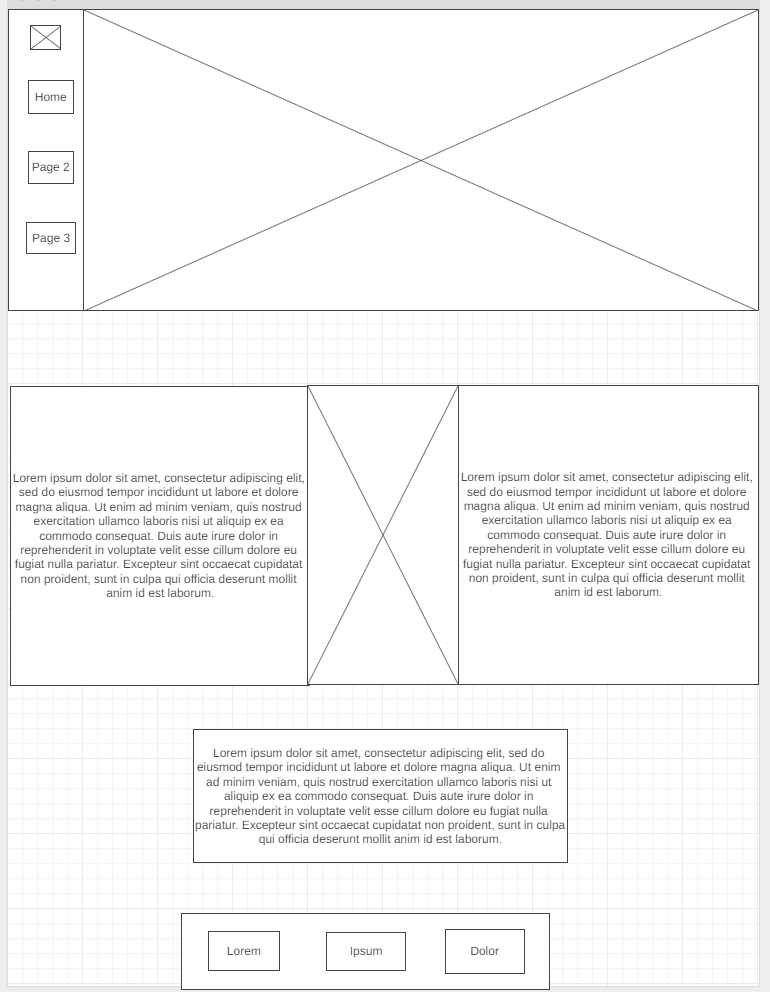 Home
Page 2
Page 3
Lorem ipsum dolor sit amet, consectetur adipiscing elit,
sed do eiusmod tempor incididunt ut labore et dolore
magna aliqua. Ut enim ad minim veniam, quis nostrud
exercitation ullamco laboris nisi ut aliquip ex ea
commodo consequat. Duis aute irure dolor in
reprehenderit in voluptate velit esse cillum dolore eu
fugiat nulla pariatur. Excepteur sint occaecat cupidatat
non proident, sunt in culpa qui officia deserunt mollit
anim id est laborum.
Lorem ipsum dolor sit amet, consectetur adipiscing elit,
sed do eiusmod tempor incididunt ut labore et dolore
magna aliqua. Ut enim ad minim veniam, quis nostrud
exercitation ullamco laboris nisi ut aliquip ex ea
commodo consequat. Duis aute irure dolor in
reprehenderit in voluptate velit esse cillum dolore eu
fugiat nulla pariatur. Excepteur sint occaecat cupidatat
non proident, sunt in culpa qui officia deserunt mollit
anim id est laborum.
Lorem ipsum dolor sit amet, consectetur adipiscing elit, sed do
eiusmod tempor incididunt ut labore et dolore magna aliqua. Ut enim
ad minim veniam, quis nostrud exercitation ullamco laboris nisi ut
aliquip ex ea commodo consequat. Duis aute irure dolor in
reprehenderit in voluptate velit esse cillum dolore eu fugiat nulla
pariatur. Excepteur sint occaecat cupidatat non proident, sunt in culpa
qui officia deserunt mollit anim id est laborum.
Lorem
Ipsum
Dolor